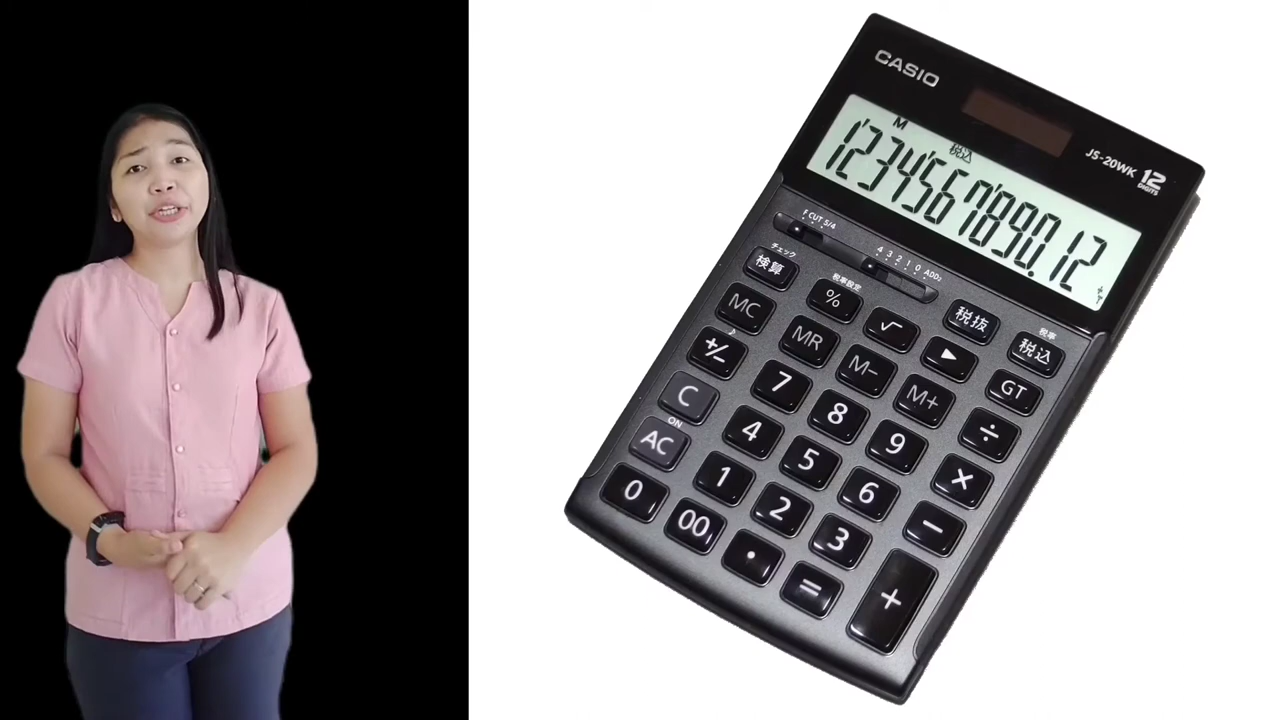 CASIO
JS-20WK 12
DIGITS
M
税込
1234567890.12
F CUT 5/4
4 3 2 1 0 ADD₂
チェック
検算
税率設定
%
√
税抜
税率
税込
MC
MR
M−
▶
GT
♪
+/−
7
8
M+
÷
C
4
5
9
×
ON
AC
1
2
6
−
0
00
3
+
·
=